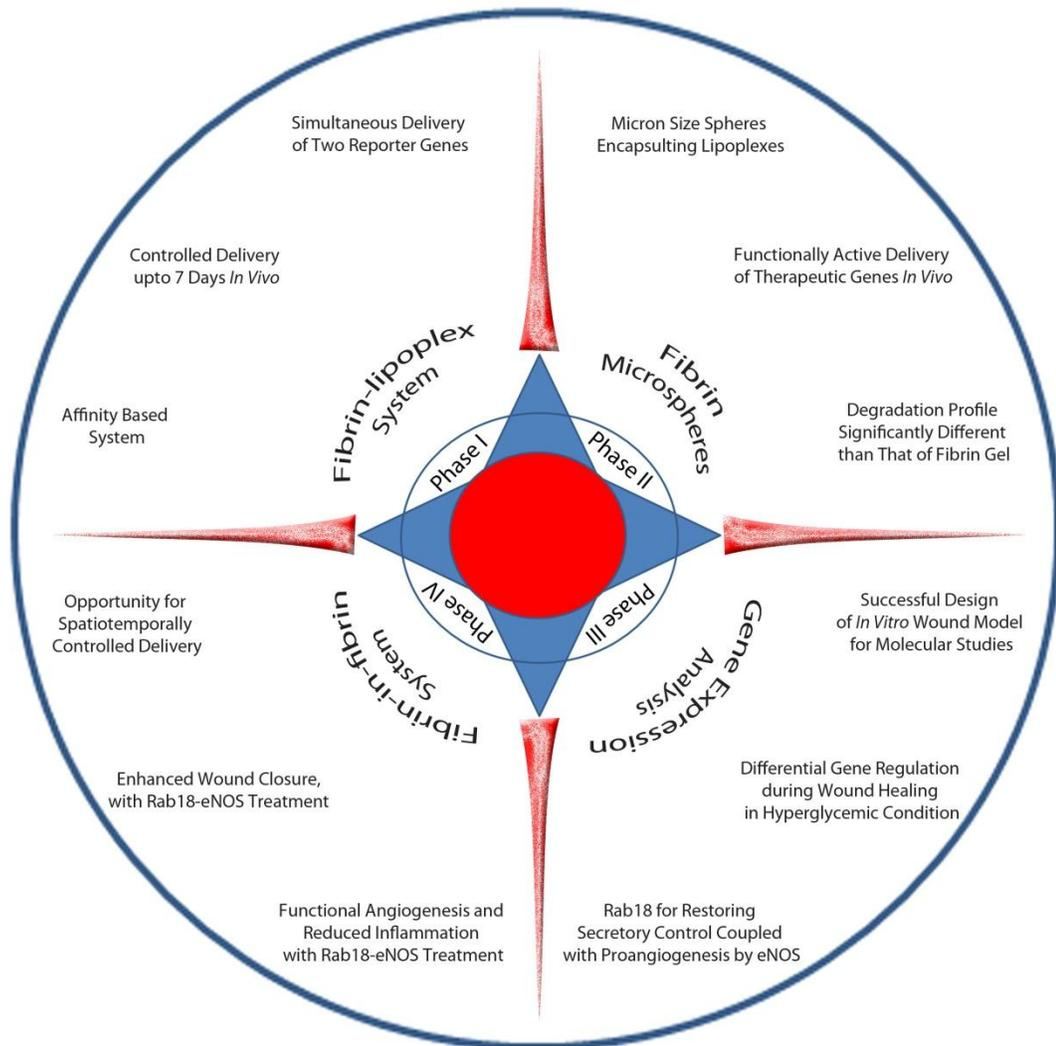 Simultaneous Delivery
of Two Reporter Genes
Controlled Delivery
upto 7 Days In Vivo
Affinity Based
System
Fibrin-lipoplex
System
Phase I
Micron Size Spheres
Encapsulting Lipoplexes
Functionally Active Delivery
of Therapeutic Genes In Vivo
Degradation Profile
Significantly Different
than That of Fibrin Gel
Fibrin
Microspheres
Phase II
Successful Design
of In Vitro Wound Model
for Molecular Studies
Differential Gene Regulation
during Wound Healing
in Hyperglycemic Condition
Rab18 for Restoring
Secretory Control Coupled
with Proangiogenesis by eNOS
Gene Expression
Analysis
Phase III
Opportunity for
Spatiotemporally
Controlled Delivery
Enhanced Wound Closure,
with Rab18-eNOS Treatment
Functional Angiogenesis and
Reduced Inflammation
with Rab18-eNOS Treatment
Fibrin-in-fibrin
System
Phase IV